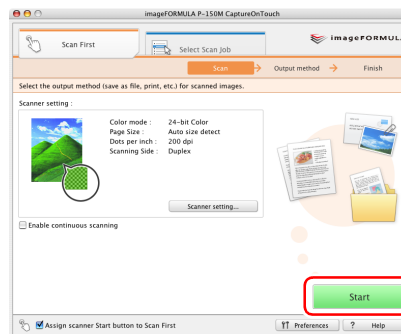 imageFORMULA P-150M CaptureOnTouch
Scan First
Select Scan Job
imageFORMULA
Scan
Output method
Finish
Select the output method (save as file, print, etc.) for scanned images.
Scanner setting :
Color mode : 24-bit Color
Page Size : Auto size detect
Dots per inch : 200 dpi
Scanning Side : Duplex
Scanner setting...
Enable continuous scanning
Start
Assign scanner Start button to Scan First
Preferences
? Help